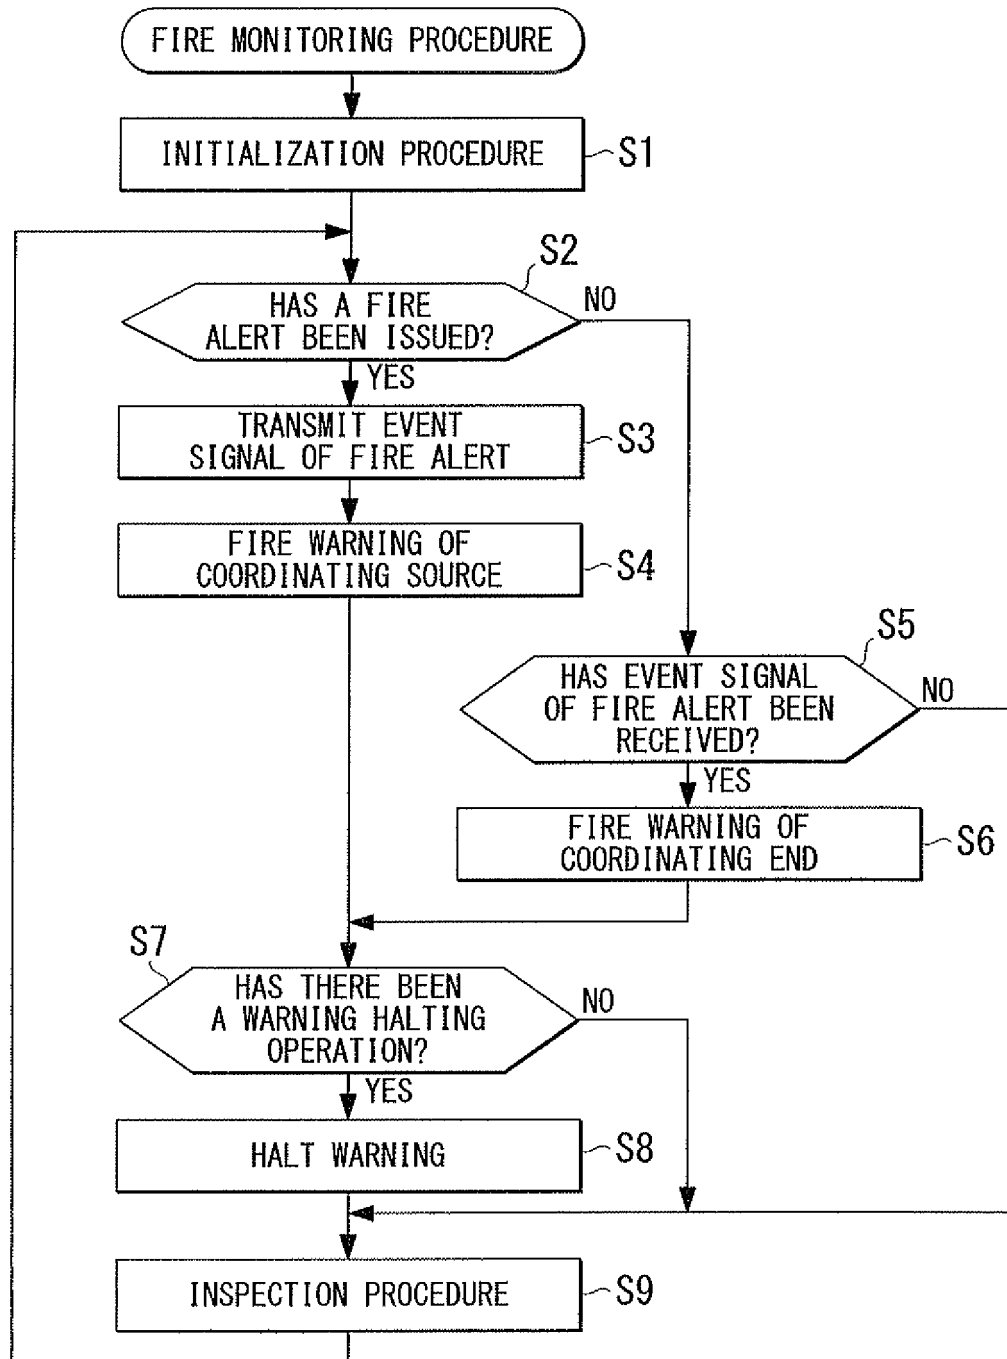 FIRE MONITORING PROCEDURE
INITIALIZATION PROCEDURE
S1
S2
HAS A FIRE
ALERT BEEN ISSUED?
NO
YES
TRANSMIT EVENT
SIGNAL OF FIRE ALERT
S3
FIRE WARNING OF
COORDINATING SOURCE
S4
S5
HAS EVENT SIGNAL
OF FIRE ALERT BEEN
RECEIVED?
NO
YES
FIRE WARNING OF
COORDINATING END
S6
S7
HAS THERE BEEN
A WARNING HALTING
OPERATION?
NO
YES
HALT WARNING
S8
INSPECTION PROCEDURE
S9